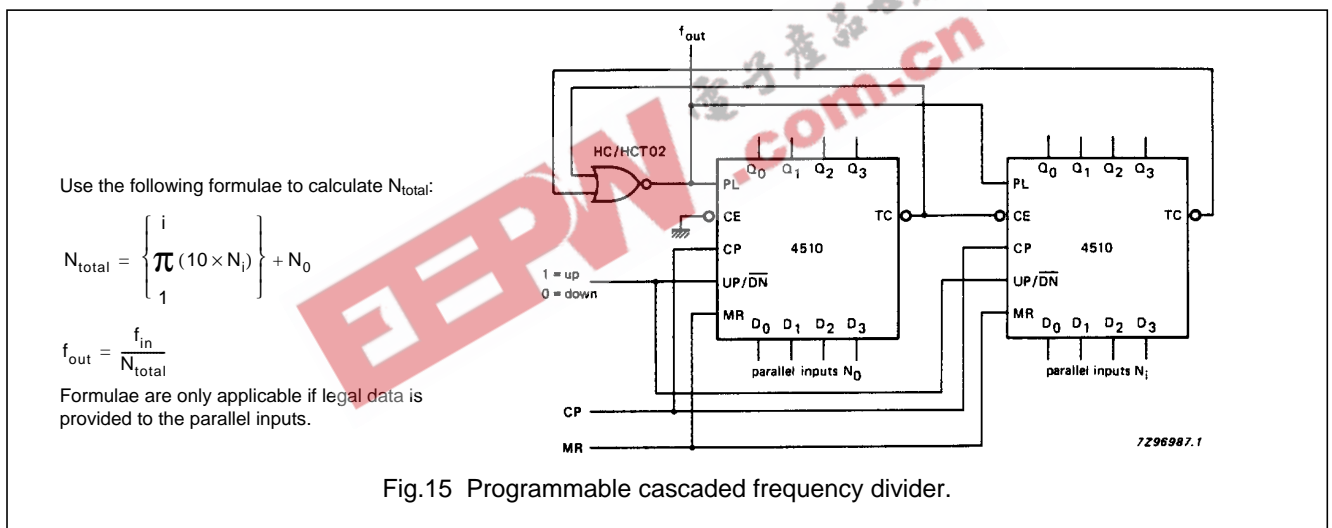 Use the following formulae to calculate Ntotal:
Ntotal = { i π (10 × Ni) 1 } + N0
fout = fin / Ntotal
Formulae are only applicable if legal data is
provided to the parallel inputs.
fout
HC/HCT02
Q0 Q1 Q2 Q3
PL
CE
TC
CP
4510
UP/DN
MR
D0 D1 D2 D3
parallel inputs N0
1 = up
0 = down
Q0 Q1 Q2 Q3
PL
CE
TC
CP
4510
UP/DN
MR
D0 D1 D2 D3
parallel inputs Ni
CP
MR
7Z96987.1
Fig.15 Programmable cascaded frequency divider.
EEPW
.com.cn